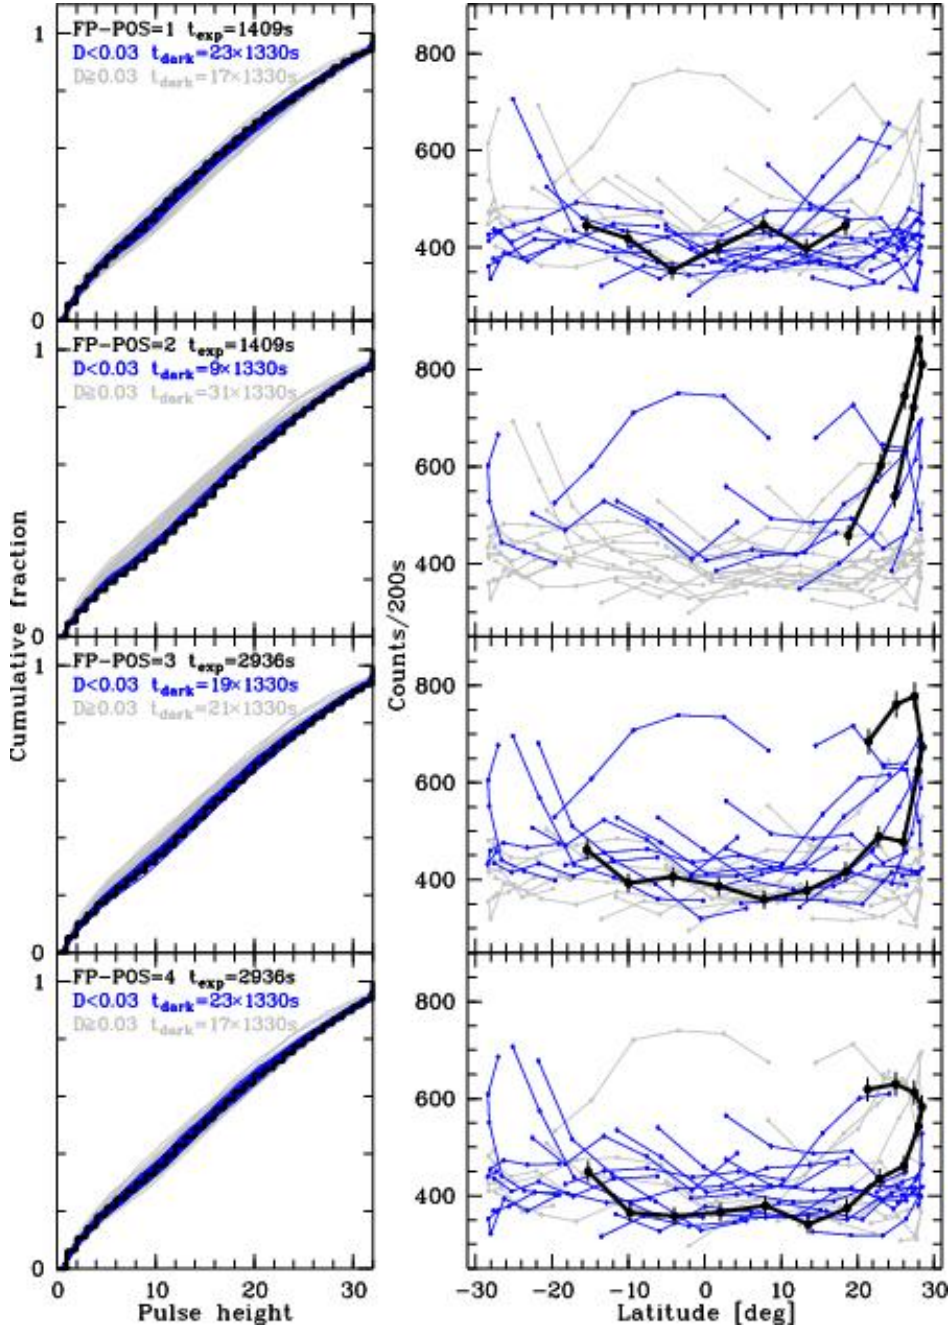 1
FP-POS=1 t_exp=1409s
D<0.03 t_dark=23×1330s
D≥0.03 t_dark=17×1330s
0
800
600
400
1
FP-POS=2 t_exp=1409s
D<0.03 t_dark=9×1330s
D≥0.03 t_dark=31×1330s
0
800
600
400
Cumulative fraction
Counts/200s
1
FP-POS=3 t_exp=2936s
D<0.03 t_dark=19×1330s
D≥0.03 t_dark=21×1330s
0
800
600
400
1
FP-POS=4 t_exp=2936s
D<0.03 t_dark=23×1330s
D≥0.03 t_dark=17×1330s
0
800
600
400
0 10 20 30
Pulse height
−30 −20 −10 0 10 20 30
Latitude [deg]